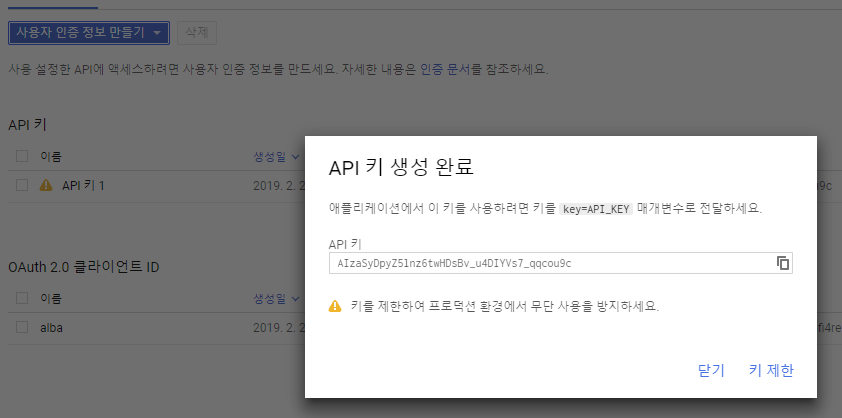 사용자 인증 정보 만들기
삭제
사용 설정한 API에 액세스하려면 사용자 인증 정보를 만드세요. 자세한 내용은 인증 문서를 참조하세요.
API 키
이름
생성일
API 키 1
2019. 2. 2
9c
OAuth 2.0 클라이언트 ID
이름
생성일
alba
2019. 2. 2
fi4re
API 키 생성 완료
애플리케이션에서 이 키를 사용하려면 키를 key=API_KEY 매개변수로 전달하세요.
API 키
AIzaSyDpyZ5lnz6twHDsBv_u4DIYVs7_qqcou9c
키를 제한하여 프로덕션 환경에서 무단 사용을 방지하세요.
닫기
키 제한